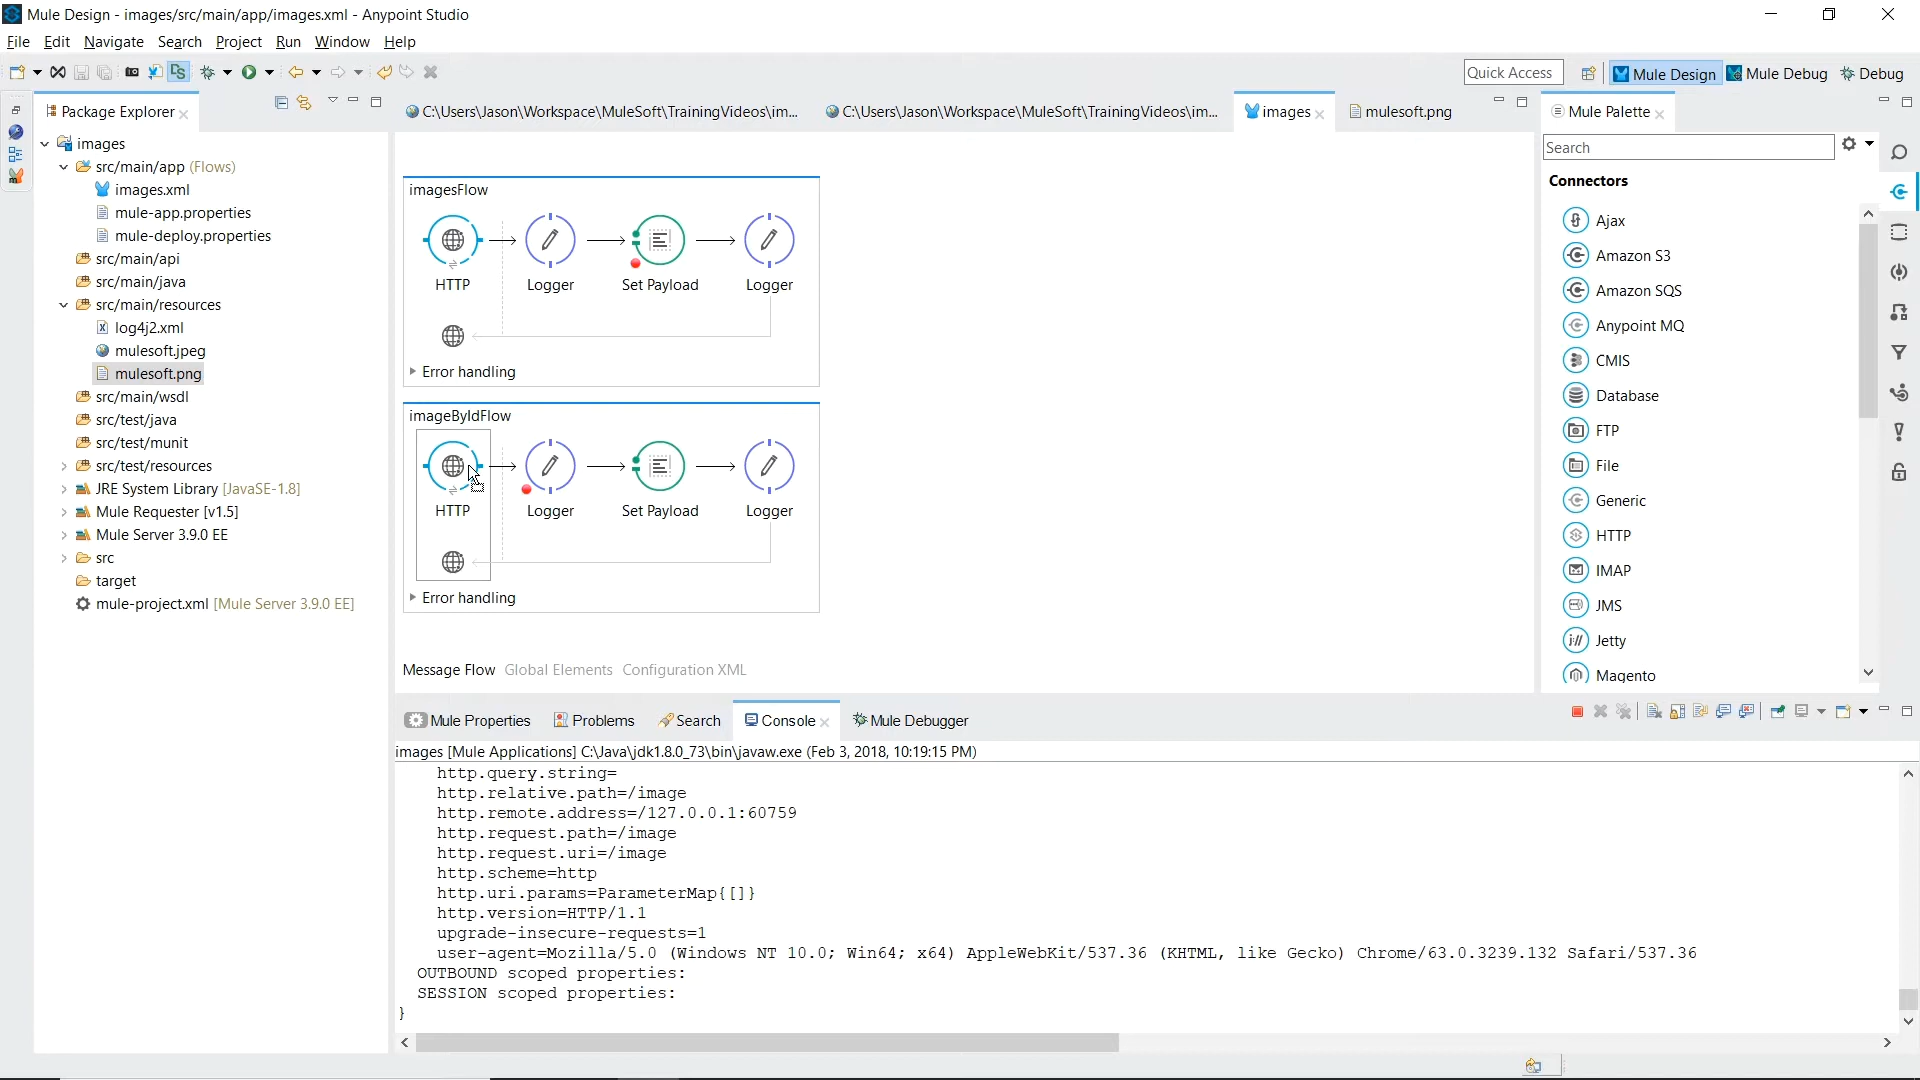 Mule Design - images/src/main/app/images.xml - Anypoint Studio
File Edit Navigate Search Project Run Window Help
Quick Access
Mule Design
Mule Debug
Debug
Package Explorer
images
src/main/app (Flows)
images.xml
mule-app.properties
mule-deploy.properties
src/main/api
src/main/java
src/main/resources
log4j2.xml
mulesoft.jpeg
mulesoft.png
src/main/wsdl
src/test/java
src/test/munit
src/test/resources
JRE System Library [JavaSE-1.8]
Mule Requester [v1.5]
Mule Server 3.9.0 EE
src
target
mule-project.xml [Mule Server 3.9.0 EE]
C:\Users\Jason\Workspace\MuleSoft\TrainingVideos\im...
C:\Users\Jason\Workspace\MuleSoft\TrainingVideos\im...
images
mulesoft.png
imagesFlow
HTTP Logger Set Payload Logger
Error handling
imageByIdFlow
HTTP Logger Set Payload Logger
Error handling
Message Flow Global Elements Configuration XML
Mule Palette
Search
Connectors
Ajax
Amazon S3
Amazon SQS
Anypoint MQ
CMIS
Database
FTP
File
Generic
HTTP
IMAP
JMS
Jetty
Magento
Mule Properties Problems Search Console Mule Debugger
images [Mule Applications] C:\Java\jdk1.8.0_73\bin\javaw.exe (Feb 3, 2018, 10:19:15 PM)
http.query.string=
http.relative.path=/image
http.remote.address=/127.0.0.1:60759
http.request.path=/image
http.request.uri=/image
http.scheme=http
http.uri.params=ParameterMap{[]}
http.version=HTTP/1.1
upgrade-insecure-requests=1
user-agent=Mozilla/5.0 (Windows NT 10.0; Win64; x64) AppleWebKit/537.36 (KHTML, like Gecko) Chrome/63.0.3239.132 Safari/537.36
OUTBOUND scoped properties:
SESSION scoped properties:
}